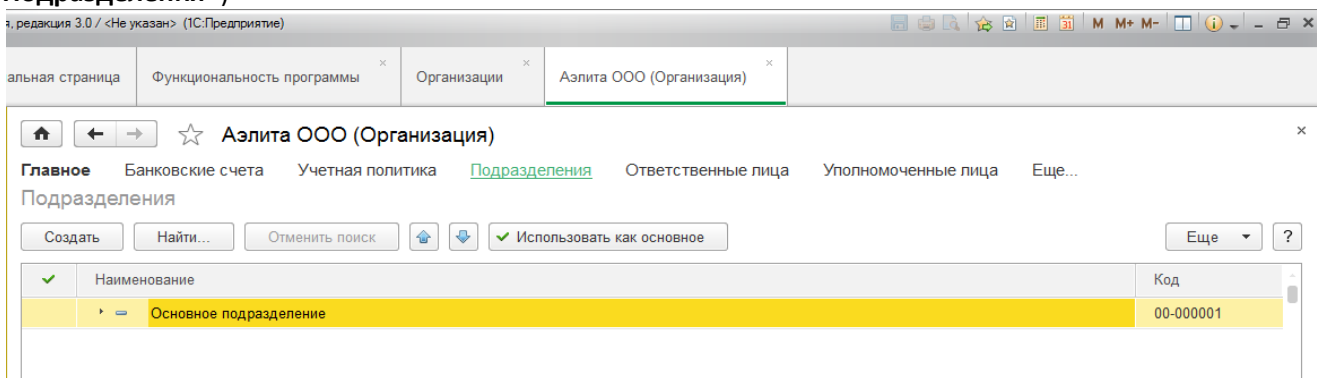 Подразделения")
я, редакция 3.0 / <Не указан> (1С:Предприятие) 31 M M+ M-
альная страница Функциональность программы Организации Аэлита ООО (Организация)
Аэлита ООО (Организация)
Главное Банковские счета Учетная политика Подразделения Ответственные лица Уполномоченные лица Еще...
Подразделения
Создать Найти... Отменить поиск Использовать как основное Еще ?
Наименование Код
Основное подразделение 00-000001